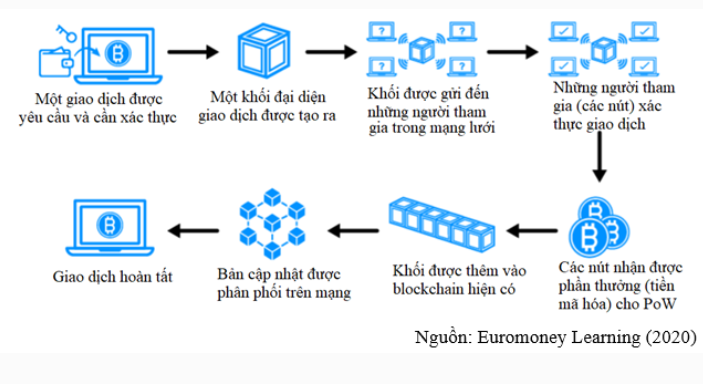 Một giao dịch được
yêu cầu và cần xác thực
Một khối đại diện
giao dịch được tạo ra
Khối được gửi đến
những người tham
gia trong mạng lưới
Những người tham
gia (các nút) xác
thực giao dịch
Giao dịch hoàn tất
Bản cập nhật được
phân phối trên mạng
Khối được thêm vào
blockchain hiện có
Các nút nhận được
phần thưởng (tiền
mã hóa) cho PoW
Nguồn: Euromoney Learning (2020)